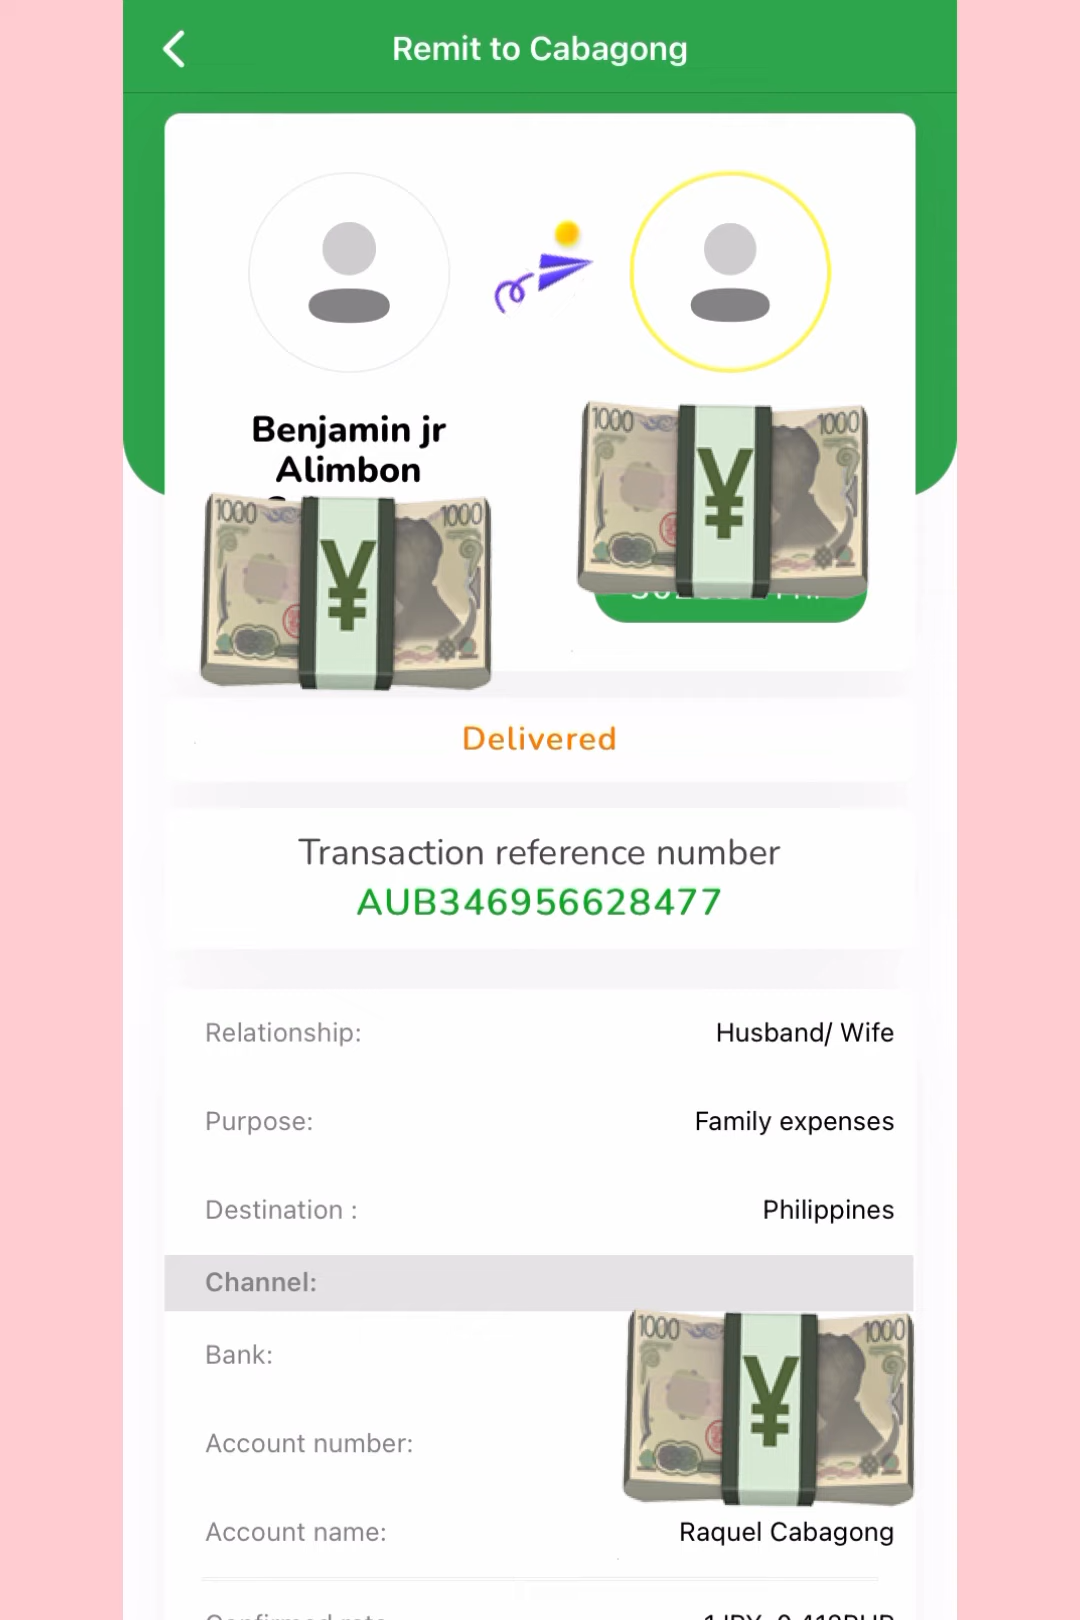 Remit to Cabagong
Benjamin jr
Alimbon
1000 1000
¥
1000 1000
¥
Delivered
Transaction reference number
AUB346956628477
Relationship: Husband/ Wife
Purpose: Family expenses
Destination : Philippines
Channel:
Bank:
1000 1000
¥
Account number:
Account name: Raquel Cabagong